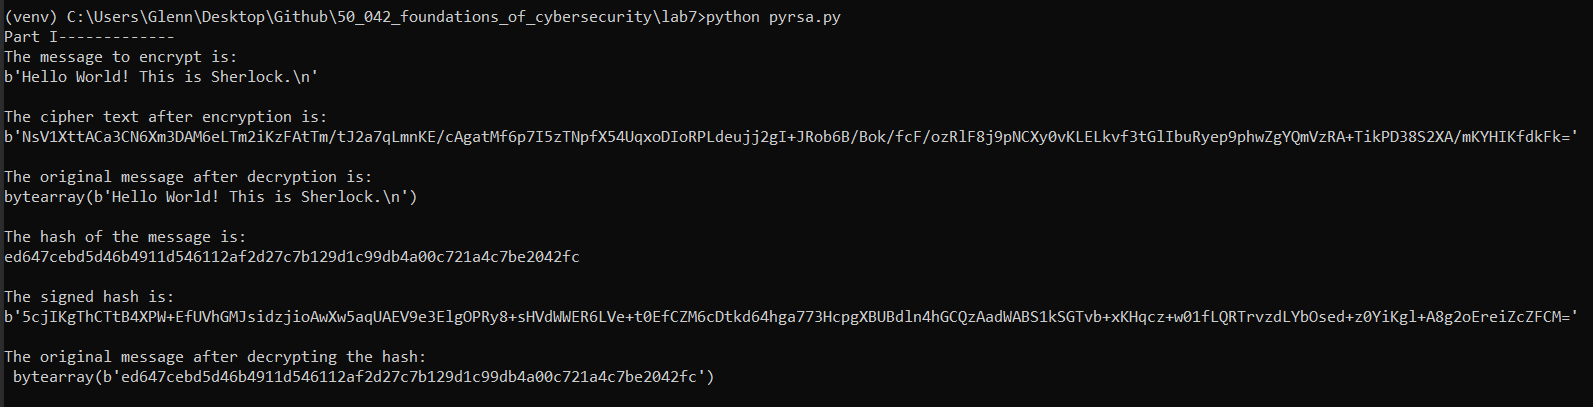 (venv) C:\Users\Glenn\Desktop\Github\50_042_foundations_of_cybersecurity\lab7>python pyrsa.py
Part I-------------
The message to encrypt is:
b'Hello World! This is Sherlock.\n'
The cipher text after encryption is:
b'NsV1XttACa3CN6Xm3DAM6eLTm2iKzFAtTm/tJ2a7qLmnKE/cAgatMf6p7I5zTNpfX54UqxoDIoRPLdeujj2gI+JRob6B/Bok/fcF/ozRlF8j9pNCXy0vKLELkvf3tGlIbuRyep9phwZgYQmVzRA+TikPD38S2XA/mKYHIKfdkFk='
The original message after decryption is:
bytearray(b'Hello World! This is Sherlock.\n')
The hash of the message is:
ed647cebd5d46b4911d546112af2d27c7b129d1c99db4a00c721a4c7be2042fc
The signed hash is:
b'5cjIKgThCTtB4XPW+EfUVhGMJsidzjioAwXw5aqUAEV9e3ElgOPRy8+sHVdWWER6LVe+t0EfCZM6cDtkd64hga773HcpgXBUBdln4hGCQzAadWABS1kSGTvb+xKHqcz+w01fLQRTrvzdLYbOsed+z0YiKgl+A8g2oEreiZcZFCM='
The original message after decrypting the hash:
bytearray(b'ed647cebd5d46b4911d546112af2d27c7b129d1c99db4a00c721a4c7be2042fc')